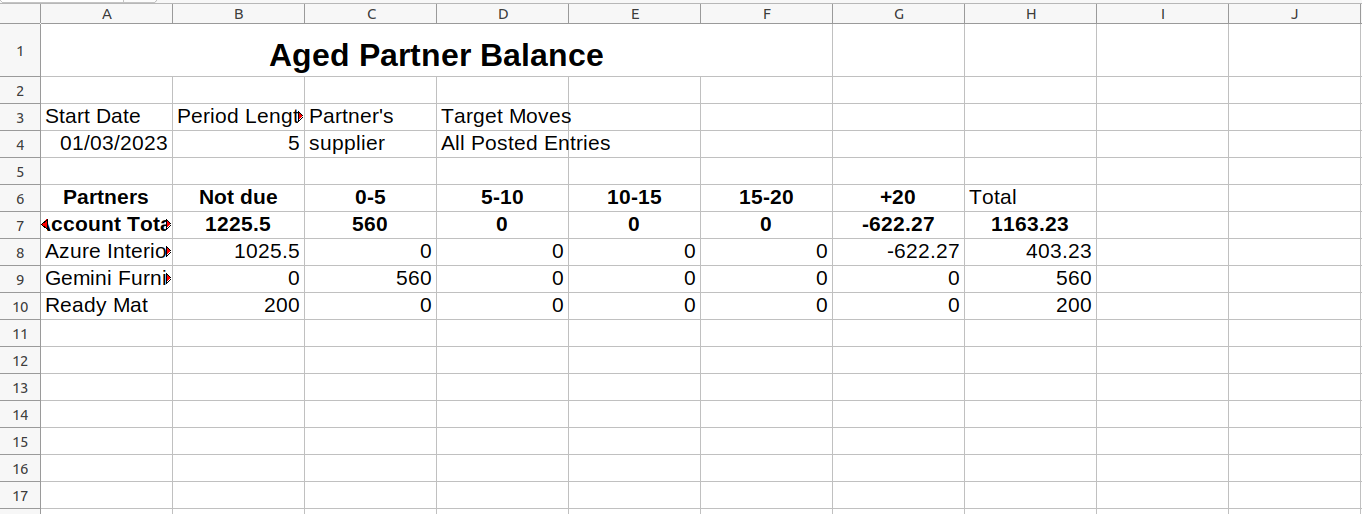 A B C D E F G H I J
1 Aged Partner Balance
2
3 Start Date Period Lengt Partner's Target Moves
4 01/03/2023 5 supplier All Posted Entries
5
6 Partners Not due 0-5 5-10 10-15 15-20 +20 Total
7 ccount Tota 1225.5 560 0 0 0 -622.27 1163.23
8 Azure Interio 1025.5 0 0 0 0 -622.27 403.23
9 Gemini Furni 0 560 0 0 0 0 560
10 Ready Mat 200 0 0 0 0 0 200
11
12
13
14
15
16
17